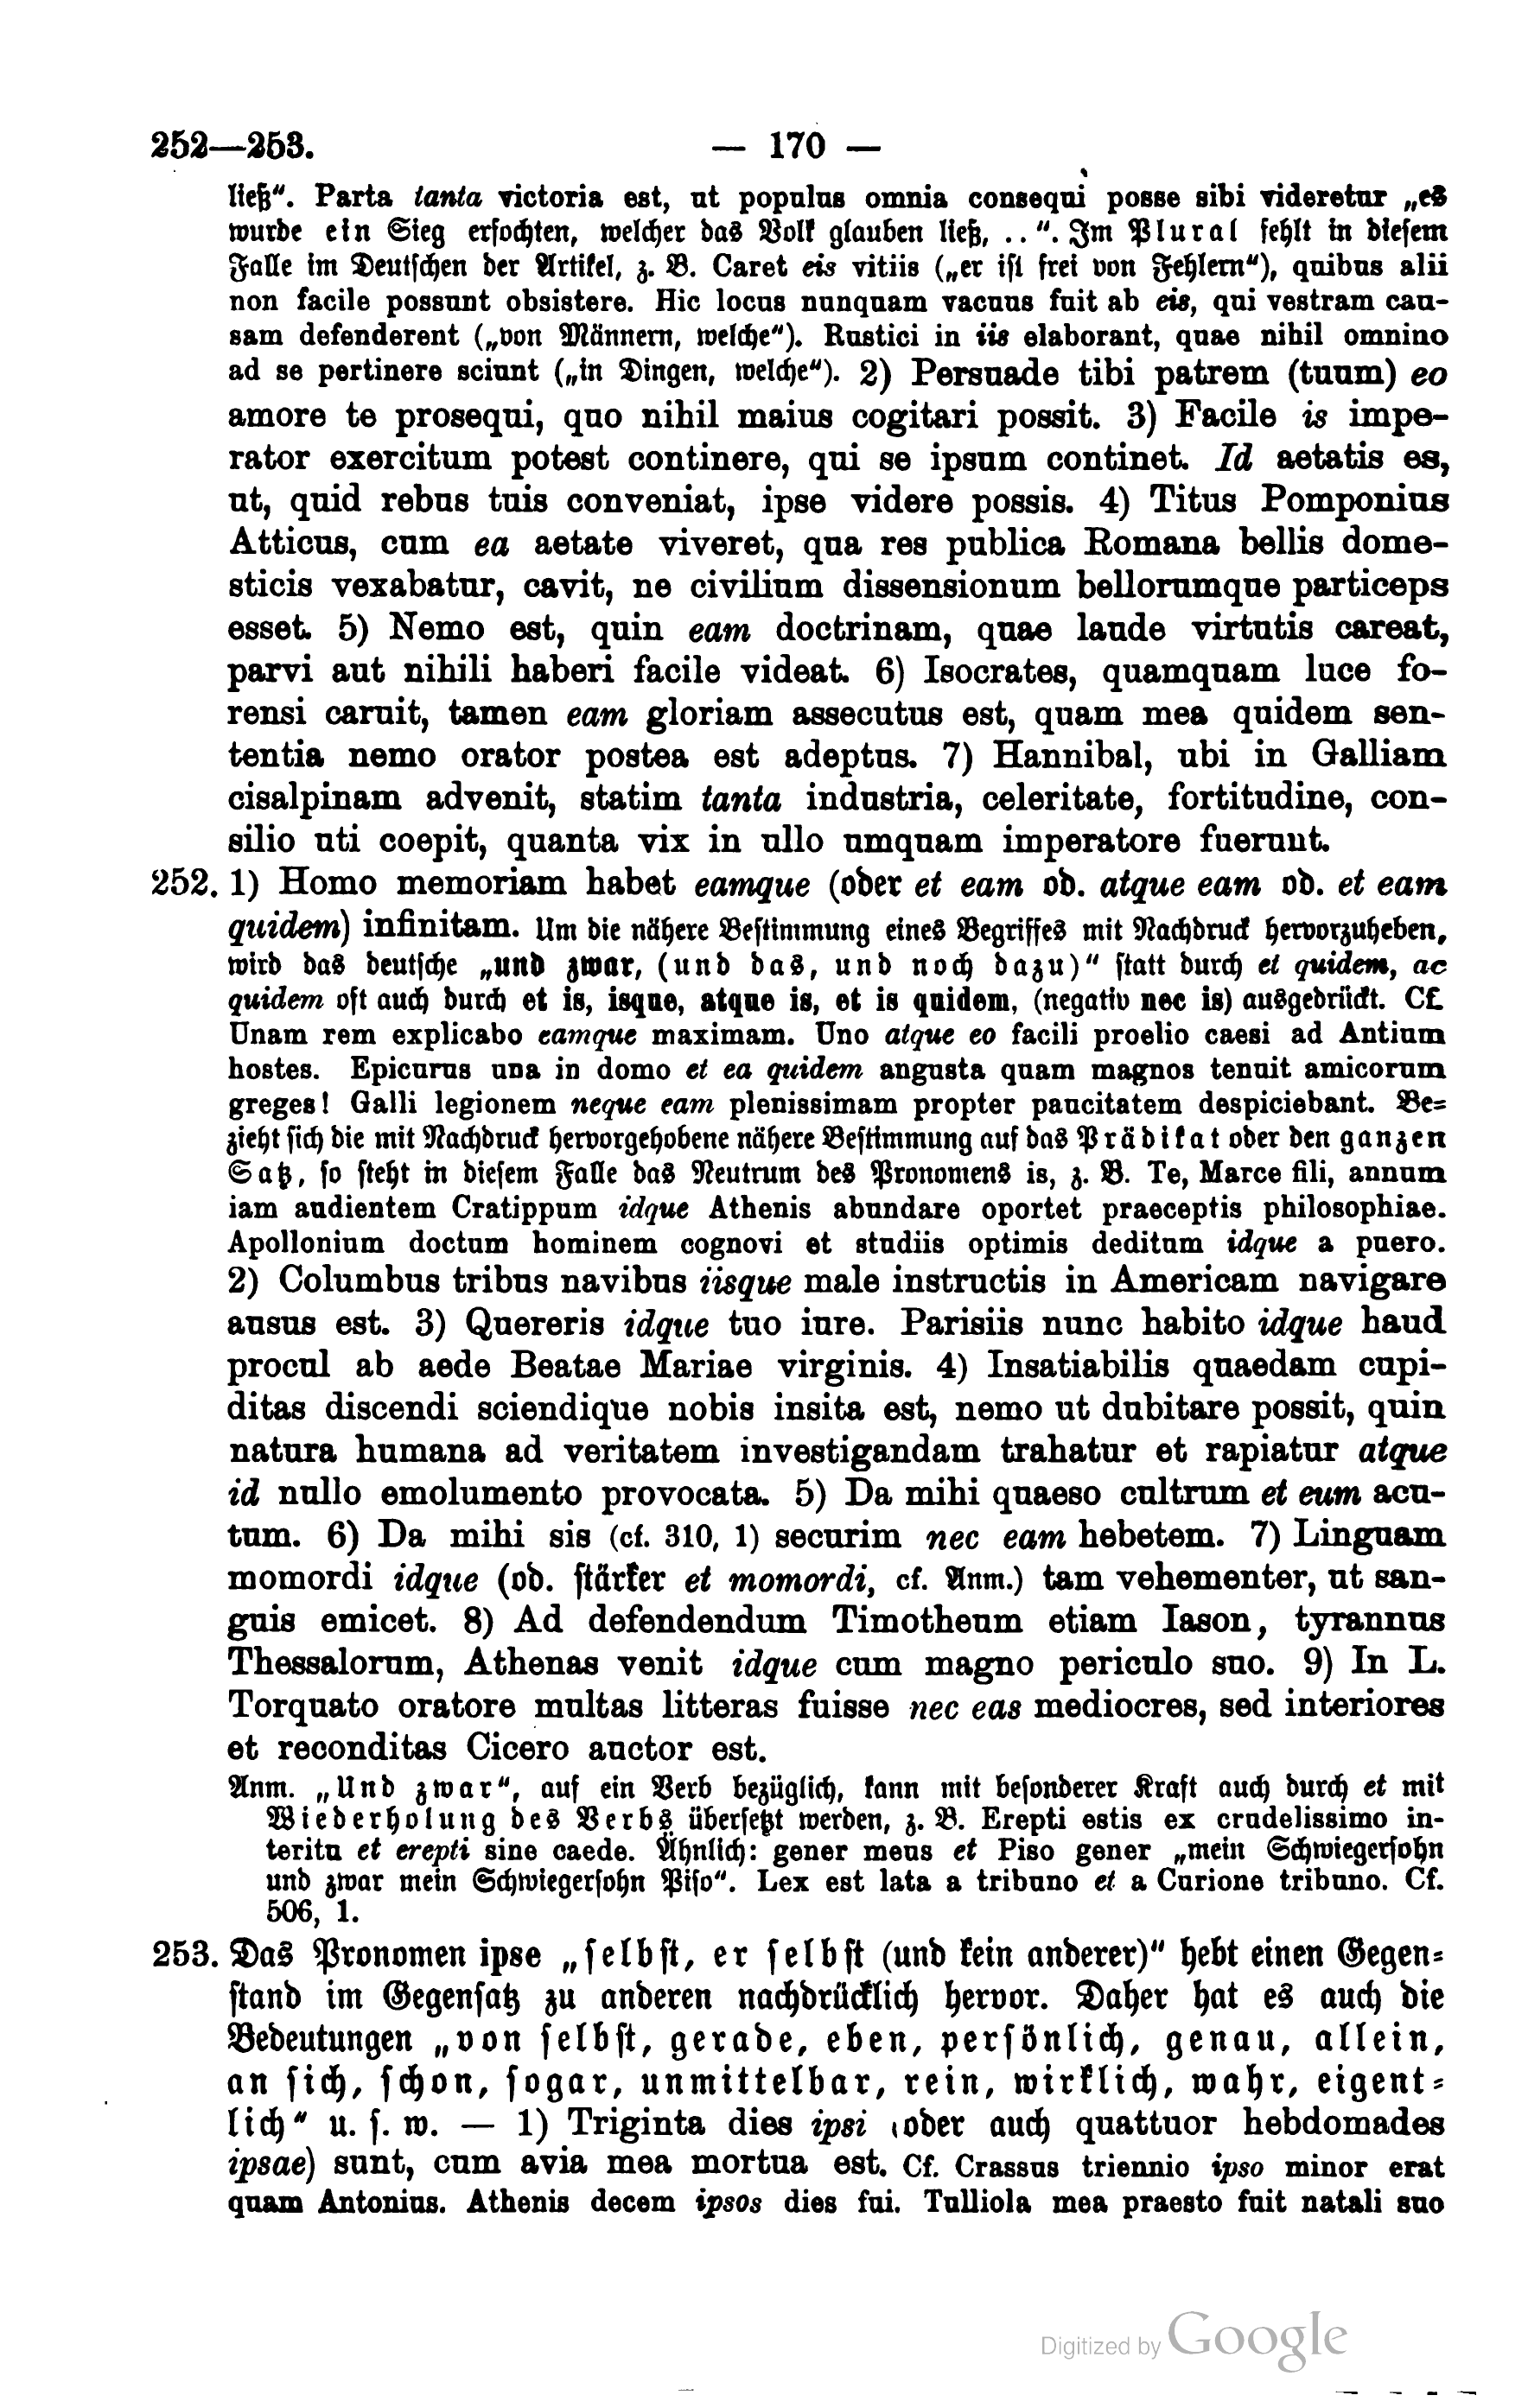 252—253.
— 170 —
ließ“. Parta tanta victoria est, ut populus omnia consequi posse sibi videretur „es
wurde ein Sieg erfochten, welcher das Volk glauben ließ, . . “. Im Plural fehlt in diesem
Falle im Deutschen der Artikel, z. B. Caret eis vitiis („er ist frei von Fehlern“), quibus alii
non facile possunt obsistere. Hic locus nunquam vacuus fuit ab eis, qui vestram cau-
sam defenderent („von Männern, welche“). Rustici in iis elaborant, quae nihil omnino
ad se pertinere sciunt („in Dingen, welche“). 2) Persuade tibi patrem (tuum) eo
amore te prosequi, quo nihil maius cogitari possit. 3) Facile is impe-
rator exercitum potest continere, qui se ipsum continet. Id aetatis es,
ut, quid rebus tuis conveniat, ipse videre possis. 4) Titus Pomponius
Atticus, cum ea aetate viveret, qua res publica Romana bellis dome-
sticis vexabatur, cavit, ne civilium dissensionum bellorumque particeps
esset. 5) Nemo est, quin eam doctrinam, quae laude virtutis careat,
parvi aut nihili haberi facile videat. 6) Isocrates, quamquam luce fo-
rensi caruit, tamen eam gloriam assecutus est, quam mea quidem sen-
tentia nemo orator postea est adeptus. 7) Hannibal, ubi in Galliam
cisalpinam advenit, statim tanta industria, celeritate, fortitudine, con-
silio uti coepit, quanta vix in ullo umquam imperatore fuerunt.
252. 1) Homo memoriam habet eamque (oder et eam od. atque eam od. et eam
quidem) infinitam. Um die nähere Bestimmung eines Begriffes mit Nachdruck hervorzuheben,
wird das deutsche „und zwar, (und das, und noch dazu)“ statt durch et quidem, ac
quidem oft auch durch et is, isque, atque is, et is quidem, (negativ nec is) ausgedrückt. Cf.
Unam rem explicabo eamque maximam. Uno atque eo facili proelio caesi ad Antium
hostes. Epicurus una in domo et ea quidem angusta quam magnos tenuit amicorum
greges! Galli legionem neque eam plenissimam propter paucitatem despiciebant. Be-
zieht sich die mit Nachdruck hervorgehobene nähere Bestimmung auf das Prädikat oder den ganzen
Satz, so steht in diesem Falle das Neutrum des Pronomens is, z. B. Te, Marce fili, annum
iam audientem Cratippum idque Athenis abundare oportet praeceptis philosophiae.
Apollonium doctum hominem cognovi et studiis optimis deditum idque a puero.
2) Columbus tribus navibus iisque male instructis in Americam navigare
ausus est. 3) Quereris idque tuo iure. Parisiis nunc habito idque haud
procul ab aede Beatae Mariae virginis. 4) Insatiabilis quaedam cupi-
ditas discendi sciendique nobis insita est, nemo ut dubitare possit, quin
natura humana ad veritatem investigandam trahatur et rapiatur atque
id nullo emolumento provocata. 5) Da mihi quaeso cultrum et eum acu-
tum. 6) Da mihi sis (cf. 310, 1) securim nec eam hebetem. 7) Linguam
momordi idque (od. stärker et momordi, cf. Anm.) tam vehementer, ut san-
guis emicet. 8) Ad defendendum Timotheum etiam Iason, tyrannus
Thessalorum, Athenas venit idque cum magno periculo suo. 9) In L.
Torquato oratore multas litteras fuisse nec eas mediocres, sed interiores
et reconditas Cicero auctor est.
Anm. „Und zwar“, auf ein Verb bezüglich, kann mit besonderer Kraft auch durch et mit
Wiederholung des Verbs übersetzt werden, z. B. Erepti estis ex crudelissimo in-
teritu et erepti sine caede. Ähnlich: gener meus et Piso gener „mein Schwiegersohn
und zwar mein Schwiegersohn Piso“. Lex est lata a tribuno et a Curione tribuno. Cf.
506, 1.
253. Das Pronomen ipse „selbst, er selbst (und kein anderer)“ hebt einen Gegen-
stand im Gegensatz zu anderen nachdrücklich hervor. Daher hat es auch die
Bedeutungen „von selbst, gerade, eben, persönlich, genau, allein,
an sich, schon, sogar, unmittelbar, rein, wirklich, wahr, eigent-
lich“ u. s. w. — 1) Triginta dies ipsi (oder auch quattuor hebdomades
ipsae) sunt, cum avia mea mortua est. Cf. Crassus triennio ipso minor erat
quam Antonius. Athenis decem ipsos dies fui. Tulliola mea praesto fuit natali suo
Digitized by Google